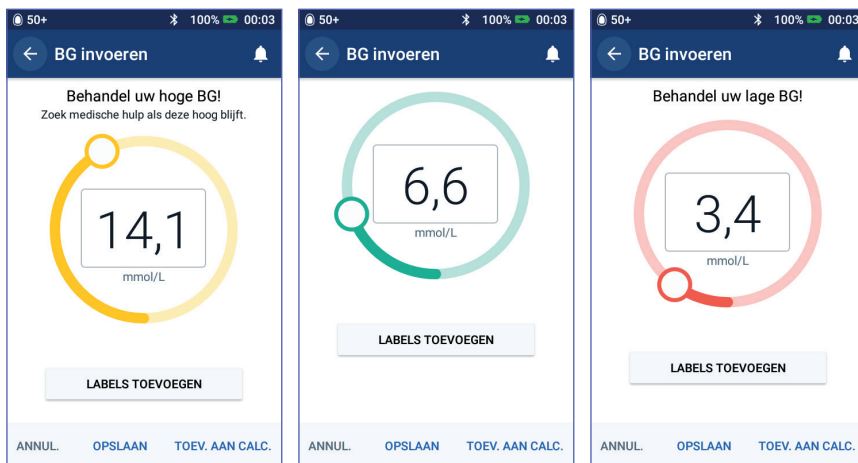 50+ 100% 00:03
BG invoeren
Behandel uw hoge BG!
Zoek medische hulp als deze hoog blijft.
14,1
mmol/L
LABELS TOEVOEGEN
ANNUL. OPSLAAN TOEV. AAN CALC.
50+ 100% 00:03
BG invoeren
6,6
mmol/L
LABELS TOEVOEGEN
ANNUL. OPSLAAN TOEV. AAN CALC.
50+ 100% 00:03
BG invoeren
Behandel uw lage BG!
3,4
mmol/L
LABELS TOEVOEGEN
ANNUL. OPSLAAN TOEV. AAN CALC.